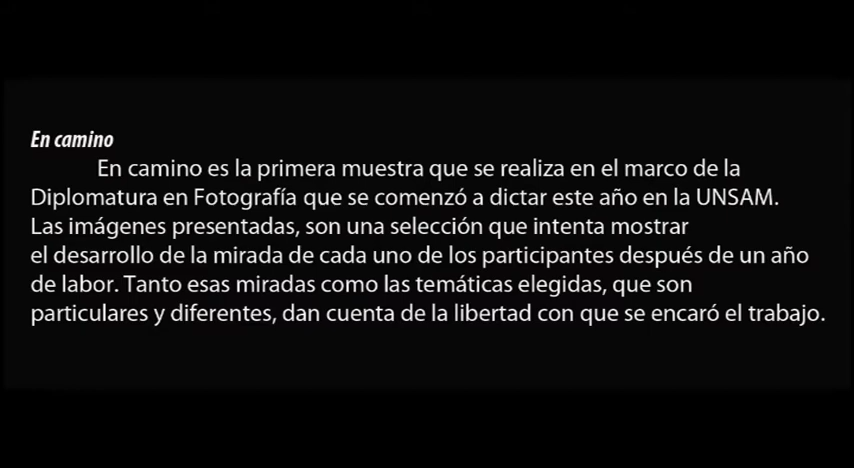 En camino
En camino es la primera muestra que se realiza en el marco de la
Diplomatura en Fotografía que se comenzó a dictar este año en la UNSAM.
Las imágenes presentadas, son una selección que intenta mostrar
el desarrollo de la mirada de cada uno de los participantes después de un año
de labor. Tanto esas miradas como las temáticas elegidas, que son
particulares y diferentes, dan cuenta de la libertad con que se encaró el trabajo.